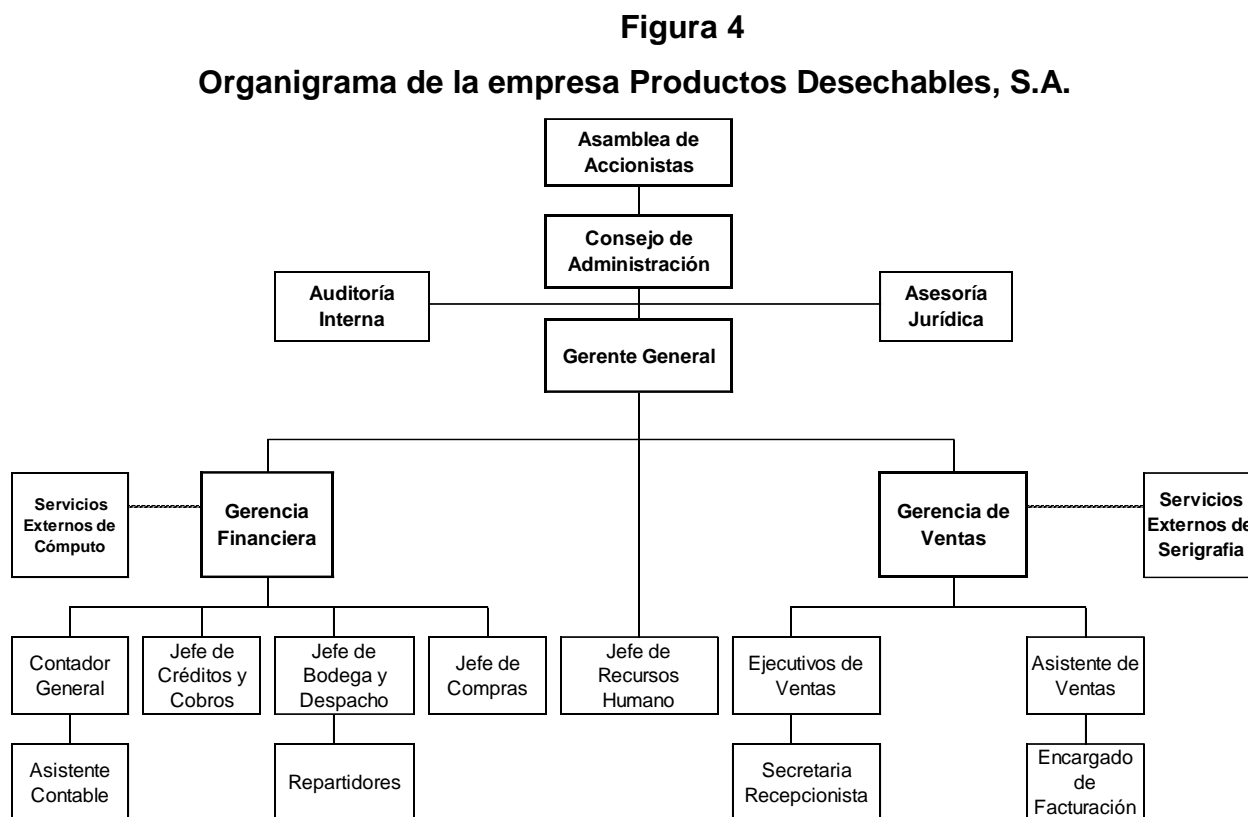 Figura 4
Organigrama de la empresa Productos Desechables, S.A.
Asamblea de
Accionistas
Consejo de
Administración
Auditoría
Interna
Asesoría
Jurídica
Gerente General
Servicios
Externos de
Cómputo
Gerencia
Financiera
Gerencia de
Ventas
Servicios
Externos de
Serigrafia
Contador
General
Jefe de
Créditos y
Cobros
Jefe de
Bodega y
Despacho
Jefe de
Compras
Jefe de
Recursos
Humano
Ejecutivos de
Ventas
Asistente de
Ventas
Asistente
Contable
Repartidores
Secretaria
Recepcionista
Encargado
de
Facturación